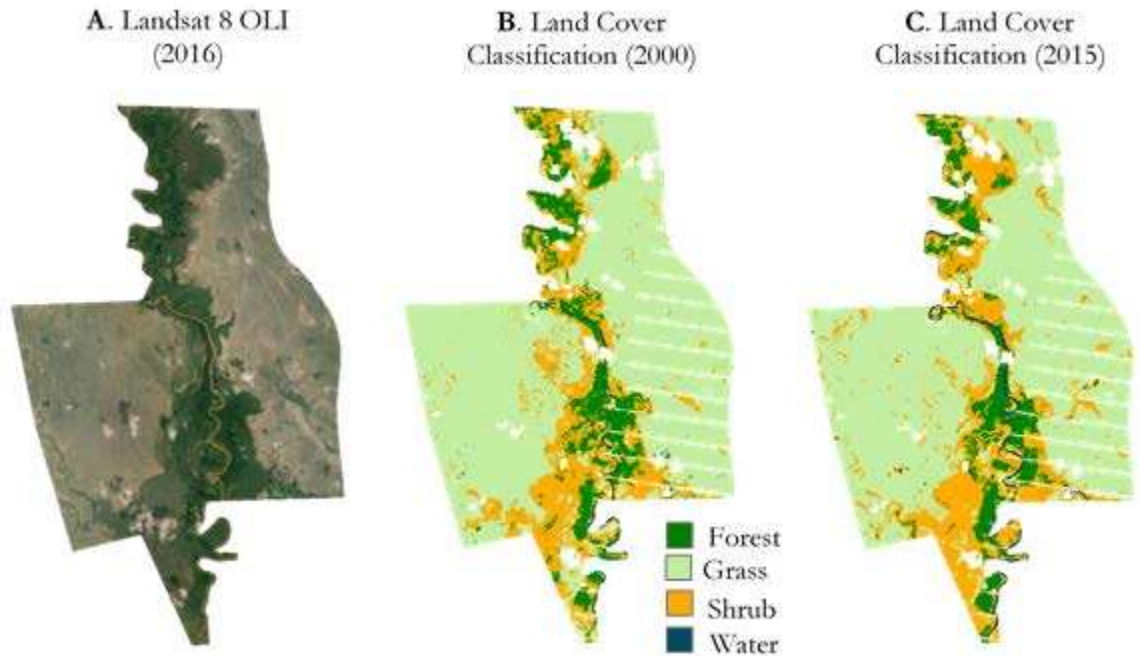 A. Landsat 8 OLI
(2016)
B. Land Cover
Classification (2000)
C. Land Cover
Classification (2015)
Forest
Grass
Shrub
Water